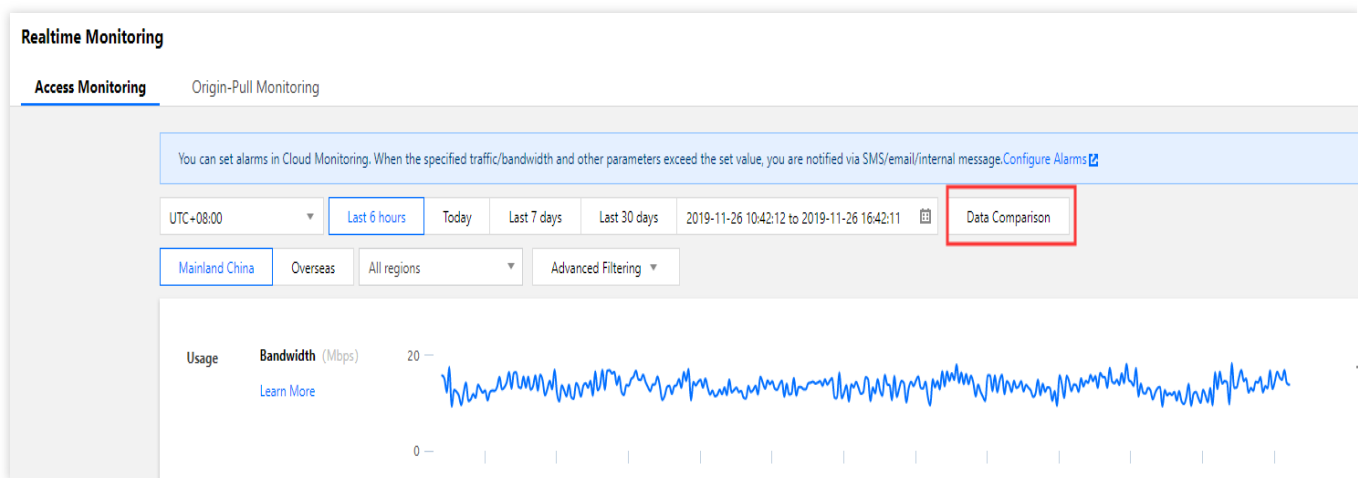 Realtime Monitoring
Access Monitoring Origin-Pull Monitoring
You can set alarms in Cloud Monitoring. When the specified traffic/bandwidth and other parameters exceed the set value, you are notified via SMS/email/internal message.Configure Alarms
UTC+08:00 Last 6 hours Today Last 7 days Last 30 days 2019-11-26 10:42:12 to 2019-11-26 16:42:11 Data Comparison
Mainland China Overseas All regions Advanced Filtering
Usage Bandwidth (Mbps) 20
Learn More
0